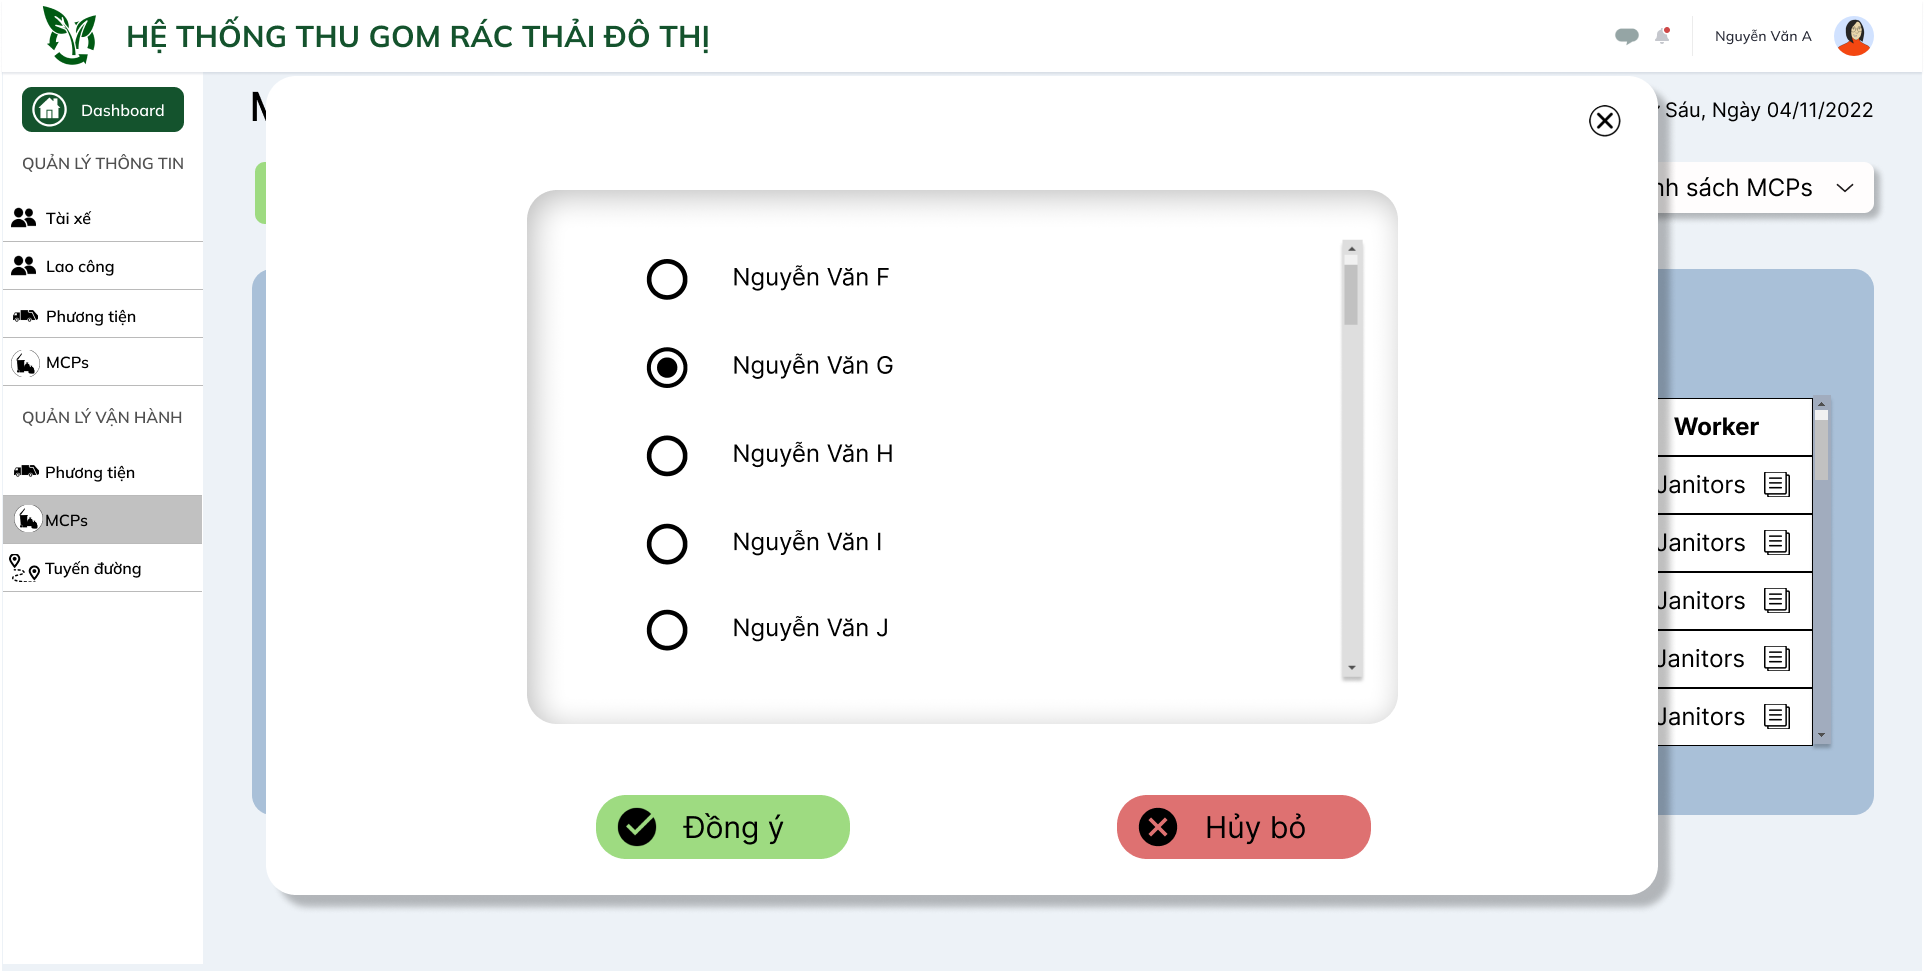 HỆ THỐNG THU GOM RÁC THẢI ĐÔ THỊ
Nguyễn Văn A
Dashboard
QUẢN LÝ THÔNG TIN
Tài xế
Lao công
Phương tiện
MCPs
QUẢN LÝ VẬN HÀNH
Phương tiện
MCPs
Tuyến đường
Sáu, Ngày 04/11/2022
sách MCPs
Nguyễn Văn F
Nguyễn Văn G
Nguyễn Văn H
Nguyễn Văn I
Nguyễn Văn J
Đồng ý
Hủy bỏ
Worker
Janitors
Janitors
Janitors
Janitors
Janitors